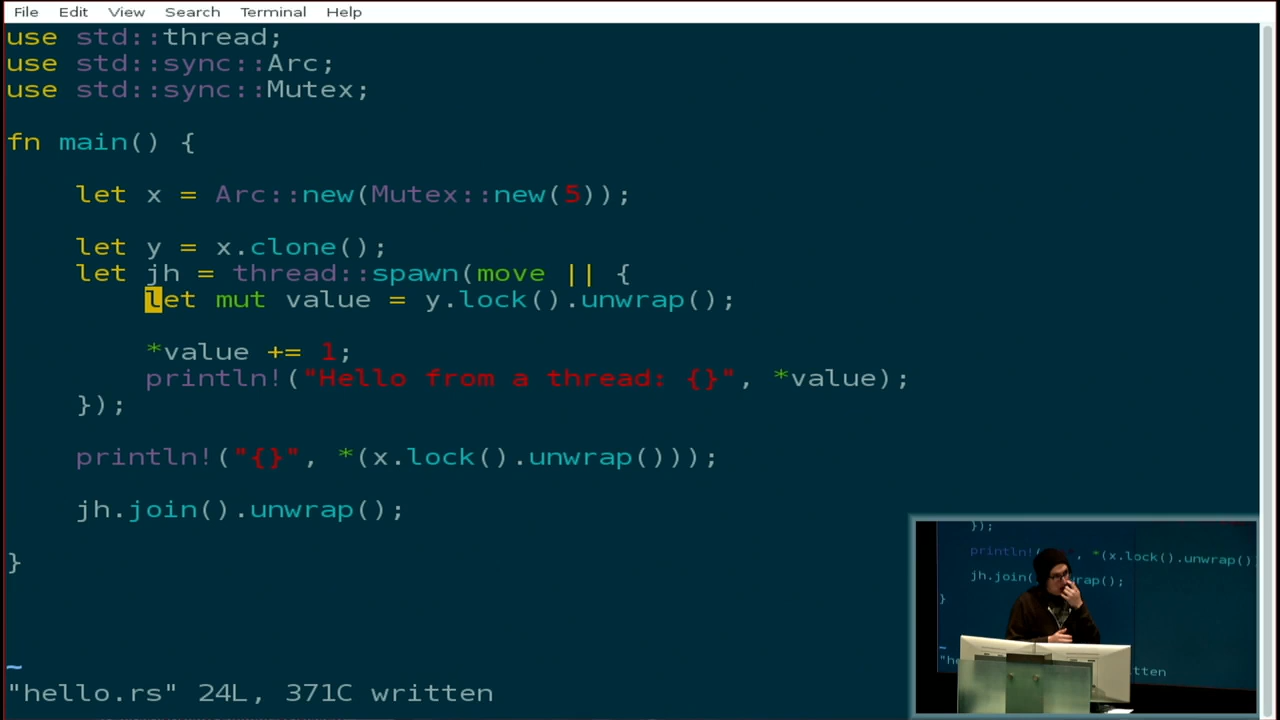 File Edit View Search Terminal Help
use std::thread;
use std::sync::Arc;
use std::sync::Mutex;
fn main() {
let x = Arc::new(Mutex::new(5));
let y = x.clone();
let jh = thread::spawn(move || {
let mut value = y.lock().unwrap();
*value += 1;
println!("Hello from a thread: {}", *value);
});
println!("{}", *(x.lock().unwrap()));
jh.join().unwrap();
}
~
"hello.rs" 24L, 371C written
});
println!( ", *(x.lock().unwrap()
jh.join( wrap();
}
~
"he tten